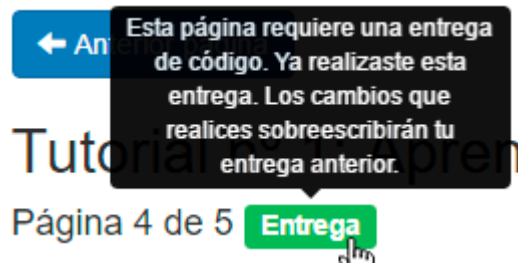 Esta página requiere una entrega
de código. Ya realizaste esta
entrega. Los cambios que
realices sobreescribirán tu
entrega anterior.
Página 4 de 5 Entrega